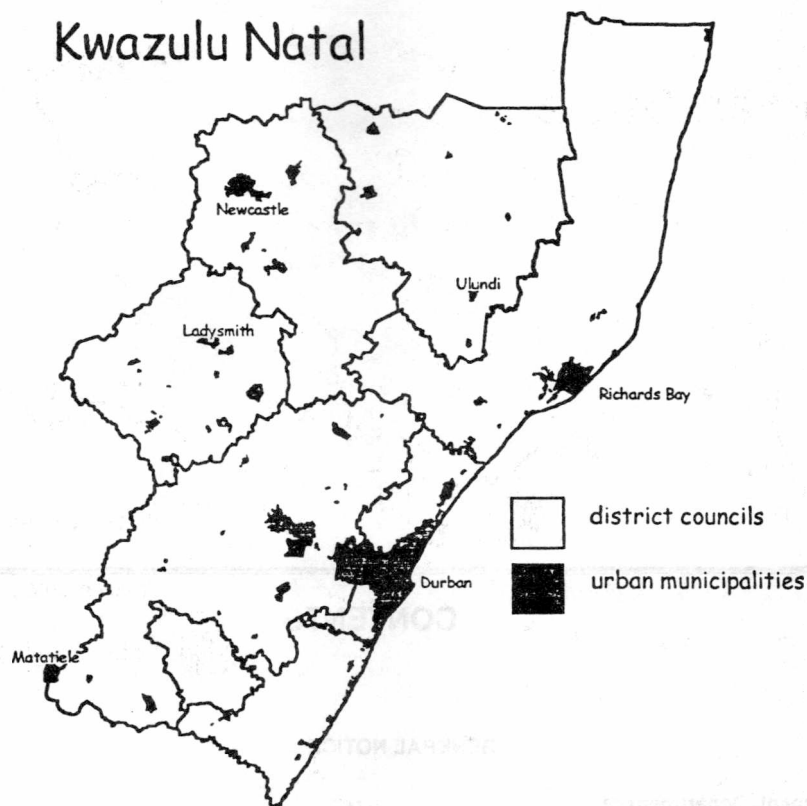 Kwazulu Natal
Newcastle
Ulundi
Ladysmith
Richards Bay
district councils
urban municipalities
Durban
Matatiele